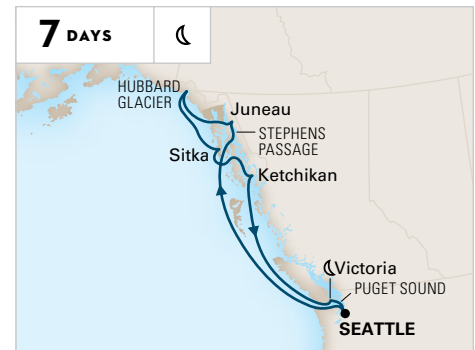 7 DAYS
HUBBARD
GLACIER
Juneau
STEPHENS
PASSAGE
Sitka
Ketchikan
Victoria
PUGET SOUND
SEATTLE